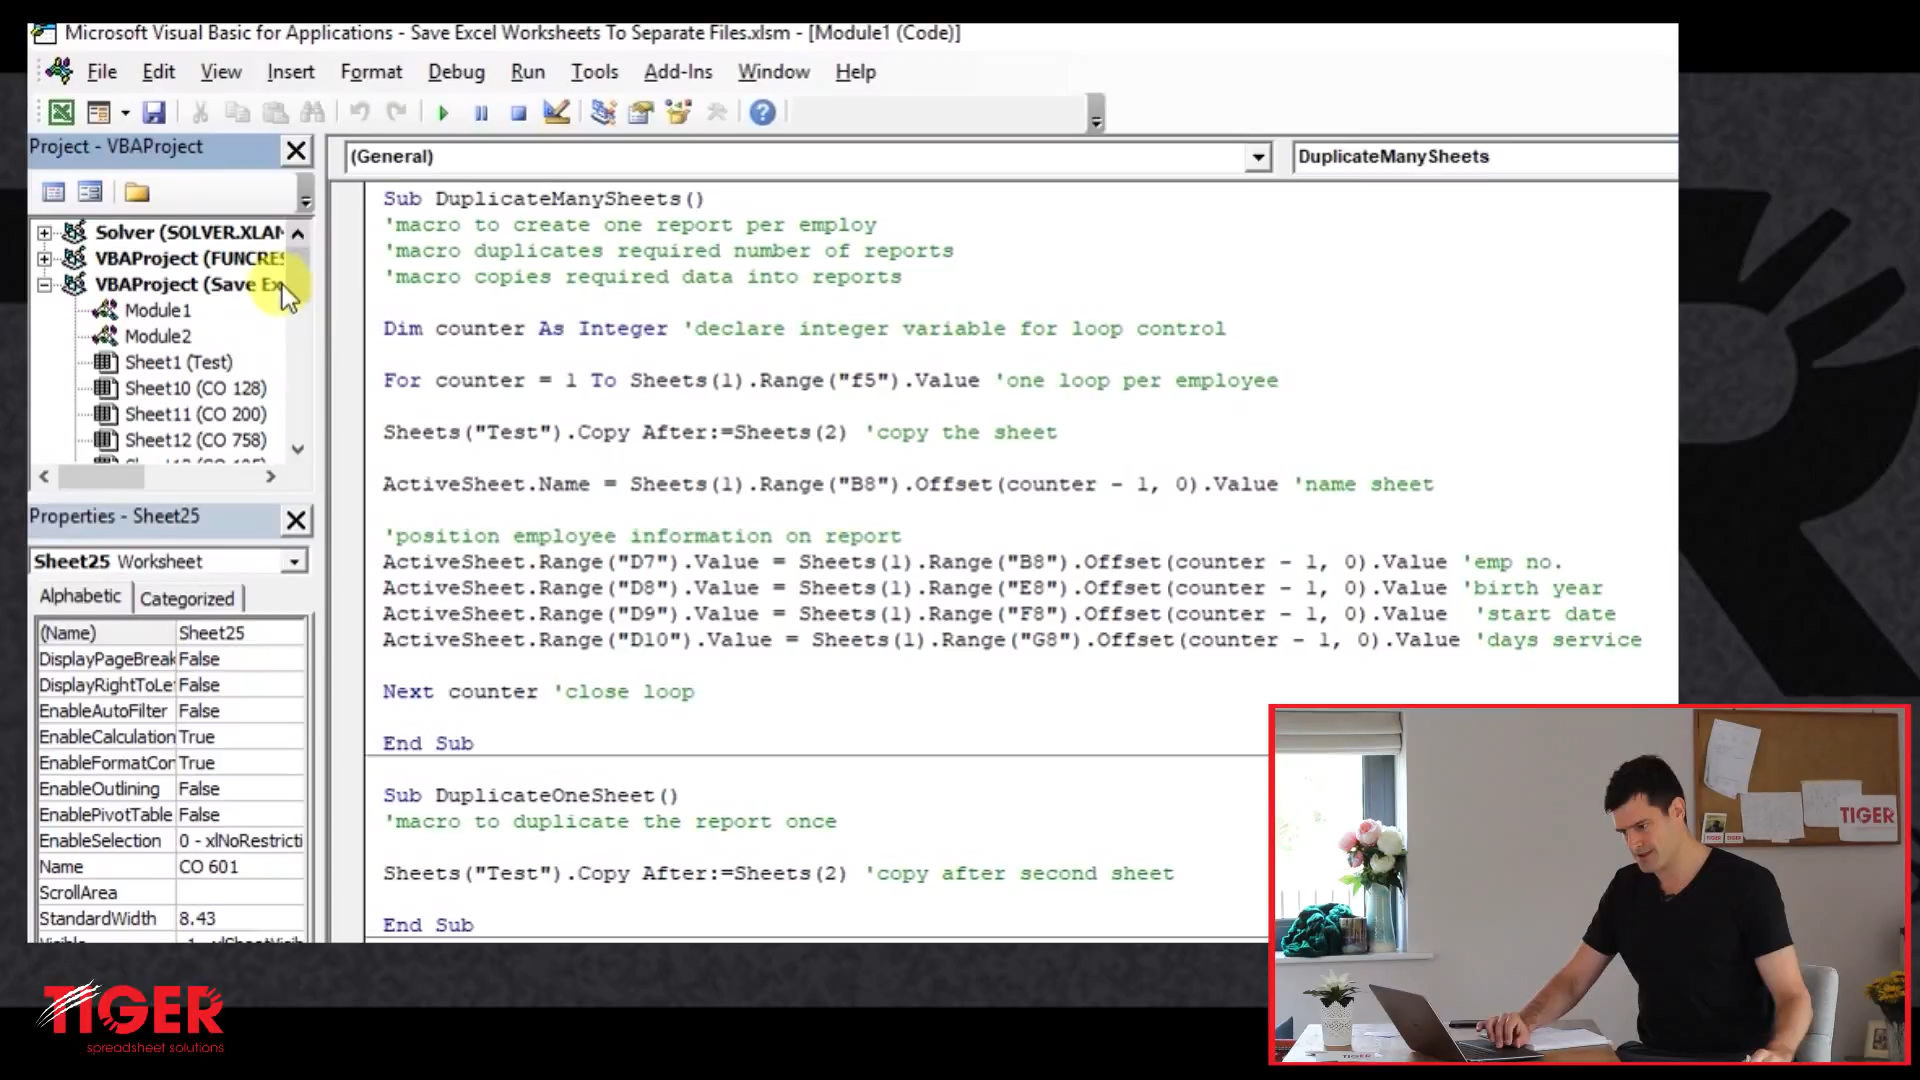 Microsoft Visual Basic for Applications - Save Excel Worksheets To Separate Files.xlsm - [Module1 (Code)]
File Edit View Insert Format Debug Run Tools Add-Ins Window Help
Project - VBAProject
(General)
DuplicateManySheets
Solver (SOLVER.XLAM
VBAProject (FUNCRES
VBAProject (Save Ex
Module1
Module2
Sheet1 (Test)
Sheet10 (CO 128)
Sheet11 (CO 200)
Sheet12 (CO 758)
Properties - Sheet25
Sheet25 Worksheet
Alphabetic Categorized
(Name) Sheet25
DisplayPageBreak False
DisplayRightToLef False
EnableAutoFilter False
EnableCalculation True
EnableFormatCor True
EnableOutlining False
EnablePivotTable False
EnableSelection 0 - xlNoRestricti
Name CO 601
ScrollArea
StandardWidth 8.43
Sub DuplicateManySheets()
'macro to create one report per employ
'macro duplicates required number of reports
'macro copies required data into reports
Dim counter As Integer 'declare integer variable for loop control
For counter = 1 To Sheets(1).Range("f5").Value 'one loop per employee
Sheets("Test").Copy After:=Sheets(2) 'copy the sheet
ActiveSheet.Name = Sheets(1).Range("B8").Offset(counter - 1, 0).Value 'name sheet
'position employee information on report
ActiveSheet.Range("D7").Value = Sheets(1).Range("B8").Offset(counter - 1, 0).Value 'emp no.
ActiveSheet.Range("D8").Value = Sheets(1).Range("E8").Offset(counter - 1, 0).Value 'birth year
ActiveSheet.Range("D9").Value = Sheets(1).Range("F8").Offset(counter - 1, 0).Value 'start date
ActiveSheet.Range("D10").Value = Sheets(1).Range("G8").Offset(counter - 1, 0).Value 'days service
Next counter 'close loop
End Sub
Sub DuplicateOneSheet()
'macro to duplicate the report once
Sheets("Test").Copy After:=Sheets(2) 'copy after second sheet
End Sub
TIGER
TIGER
spreadsheet solutions